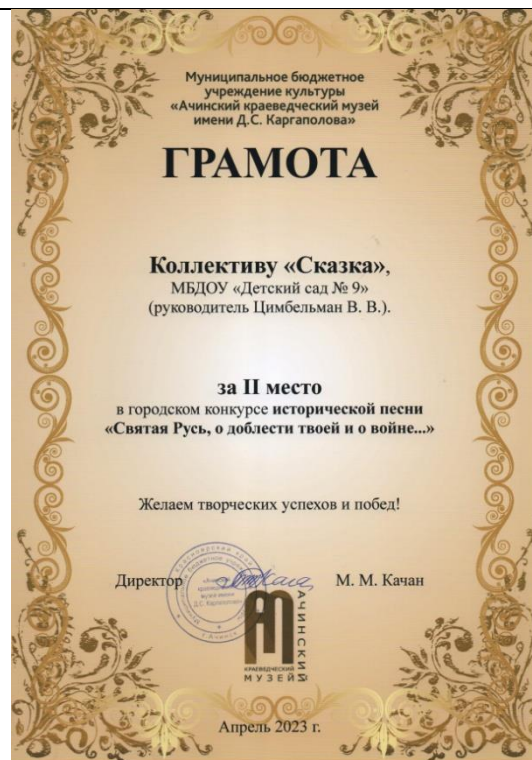 Муниципальное бюджетное
учреждение культуры
«Ачинский краеведческий музей
имени Д.С. Каргаполова»
ГРАМОТА
Коллективу «Сказка»,
МБДОУ «Детский сад № 9»
(руководитель Цимбельман В. В.).
за II место
в городском конкурсе исторической песни
«Святая Русь, о доблести твоей и о войне...»
Желаем творческих успехов и побед!
Директор
М. М. Качан
АЧИНСКИЙ
КРАЕВЕДЧЕСКИЙ
МУЗЕЙ
Апрель 2023 г.